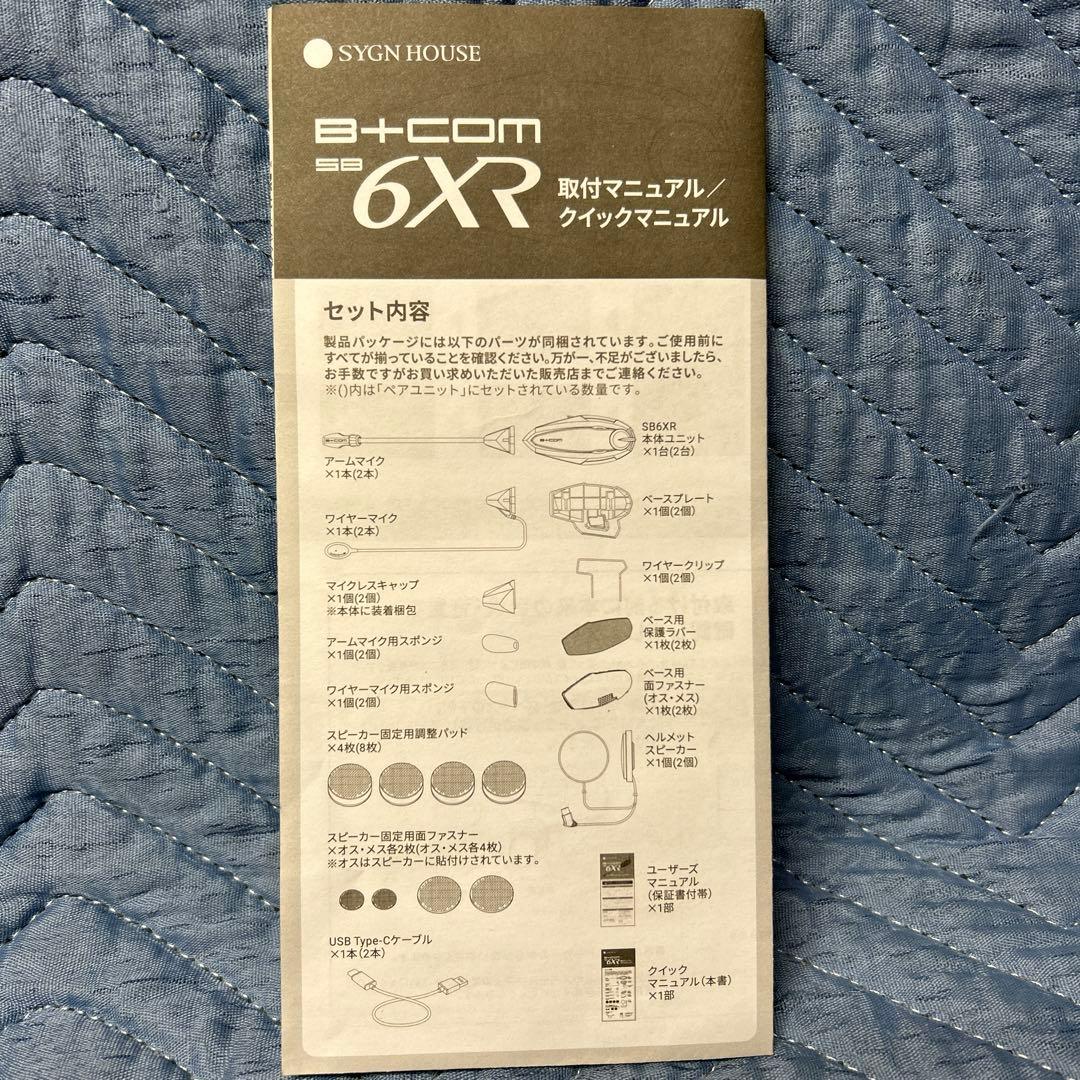 SYGN HOUSE
B+COM
SB
6XR
取付マニュアル／
クイックマニュアル
セット内容
製品パッケージには以下のパーツが同梱されています。ご使用前に
すべてが揃っていることを確認ください。万が一、不足がございましたら、
お手数ですがお買い求めいただいた販売店までご連絡ください。
※()内は「ペアユニット」にセットされている数量です。
B+COM
アームマイク
×1本(2本)
B+COM
SB6XR
本体ユニット
×1台(2台)
ワイヤーマイク
×1本(2本)
ベースプレート
×1個(2個)
マイクレスキャップ
×1個(2個)
※本体に装着梱包
ワイヤークリップ
×1個(2個)
アームマイク用スポンジ
×1個(2個)
ベース用
保護ラバー
×1枚(2枚)
ワイヤーマイク用スポンジ
×1個(2個)
ベース用
面ファスナー
(オス・メス)
×1枚(2枚)
スピーカー固定用調整パッド
×4枚(8枚)
ヘルメット
スピーカー
×1個(2個)
スピーカー固定用面ファスナー
×オス・メス各2枚(オス・メス各4枚)
※オスはスピーカーに貼付けされています。
6XR
ユーザーズ
マニュアル
(保証書付帯)
×1部
USB Type-Cケーブル
×1本(2本)
6XR
クイック
マニュアル(本書)
×1部